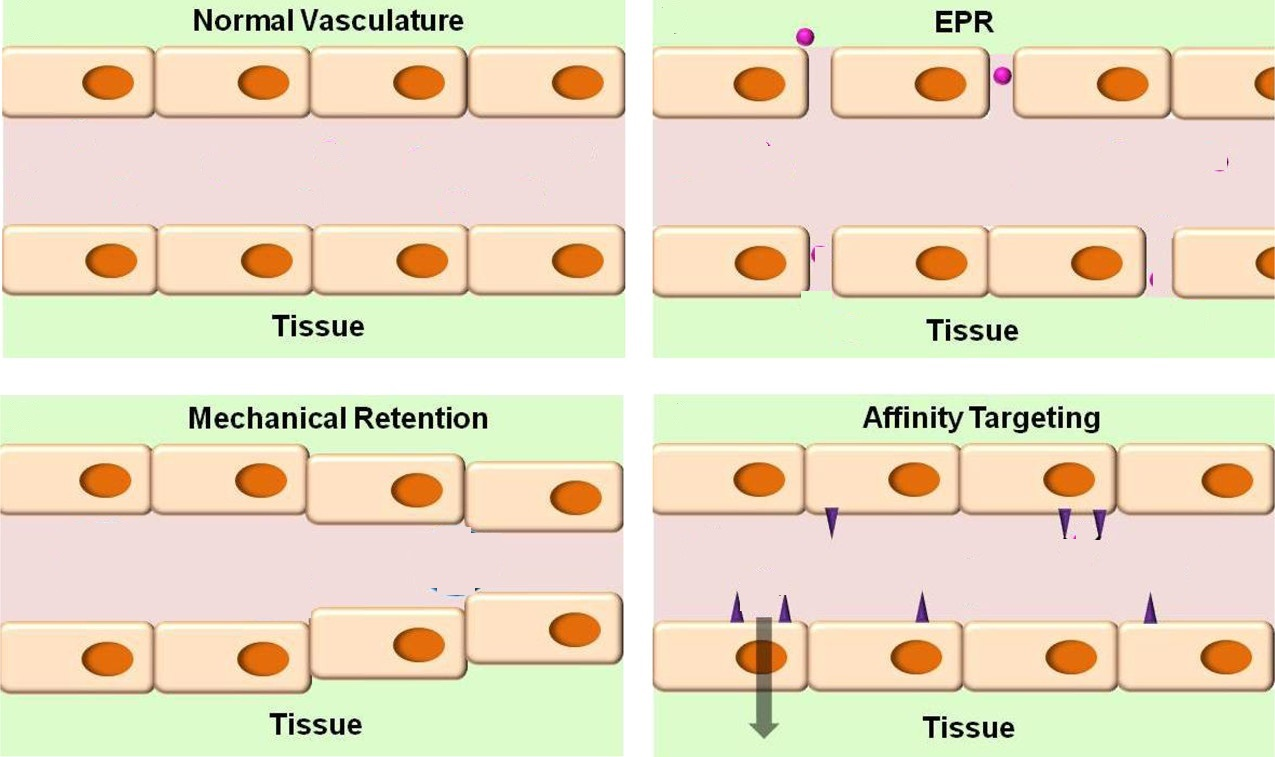 Normal Vasculature
Tissue
EPR
Tissue
Mechanical Retention
Tissue
Affinity Targeting
Tissue